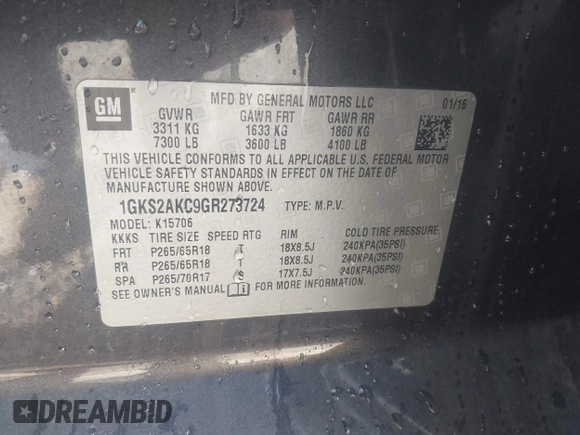 GM
MFD BY GENERAL MOTORS LLC 01/16
GVWR GAWR FRT GAWR RR
3311 KG 1633 KG 1860 KG
7300 LB 3600 LB 4100 LB
THIS VEHICLE CONFORMS TO ALL APPLICABLE U.S. FEDERAL MOTOR
VEHICLE SAFETY STANDARDS IN EFFECT ON THE DATE OF
MANUFACTURE SHOWN ABOVE.
1GKS2AKC9GR273724 TYPE: M.P.V.
MODEL: K15706
KKKS TIRE SIZE SPEED RTG RIM COLD TIRE PRESSURE
FRT P265/65R18 T 18X8.5J 240KPA(35PSI)
RR P265/65R18 T 18X8.5J 240KPA(35PSI)
SPA P265/70R17 S 17X7.5J 240KPA(35PSI)
SEE OWNER'S MANUAL FOR MORE INFORMATION.
DREAMBID